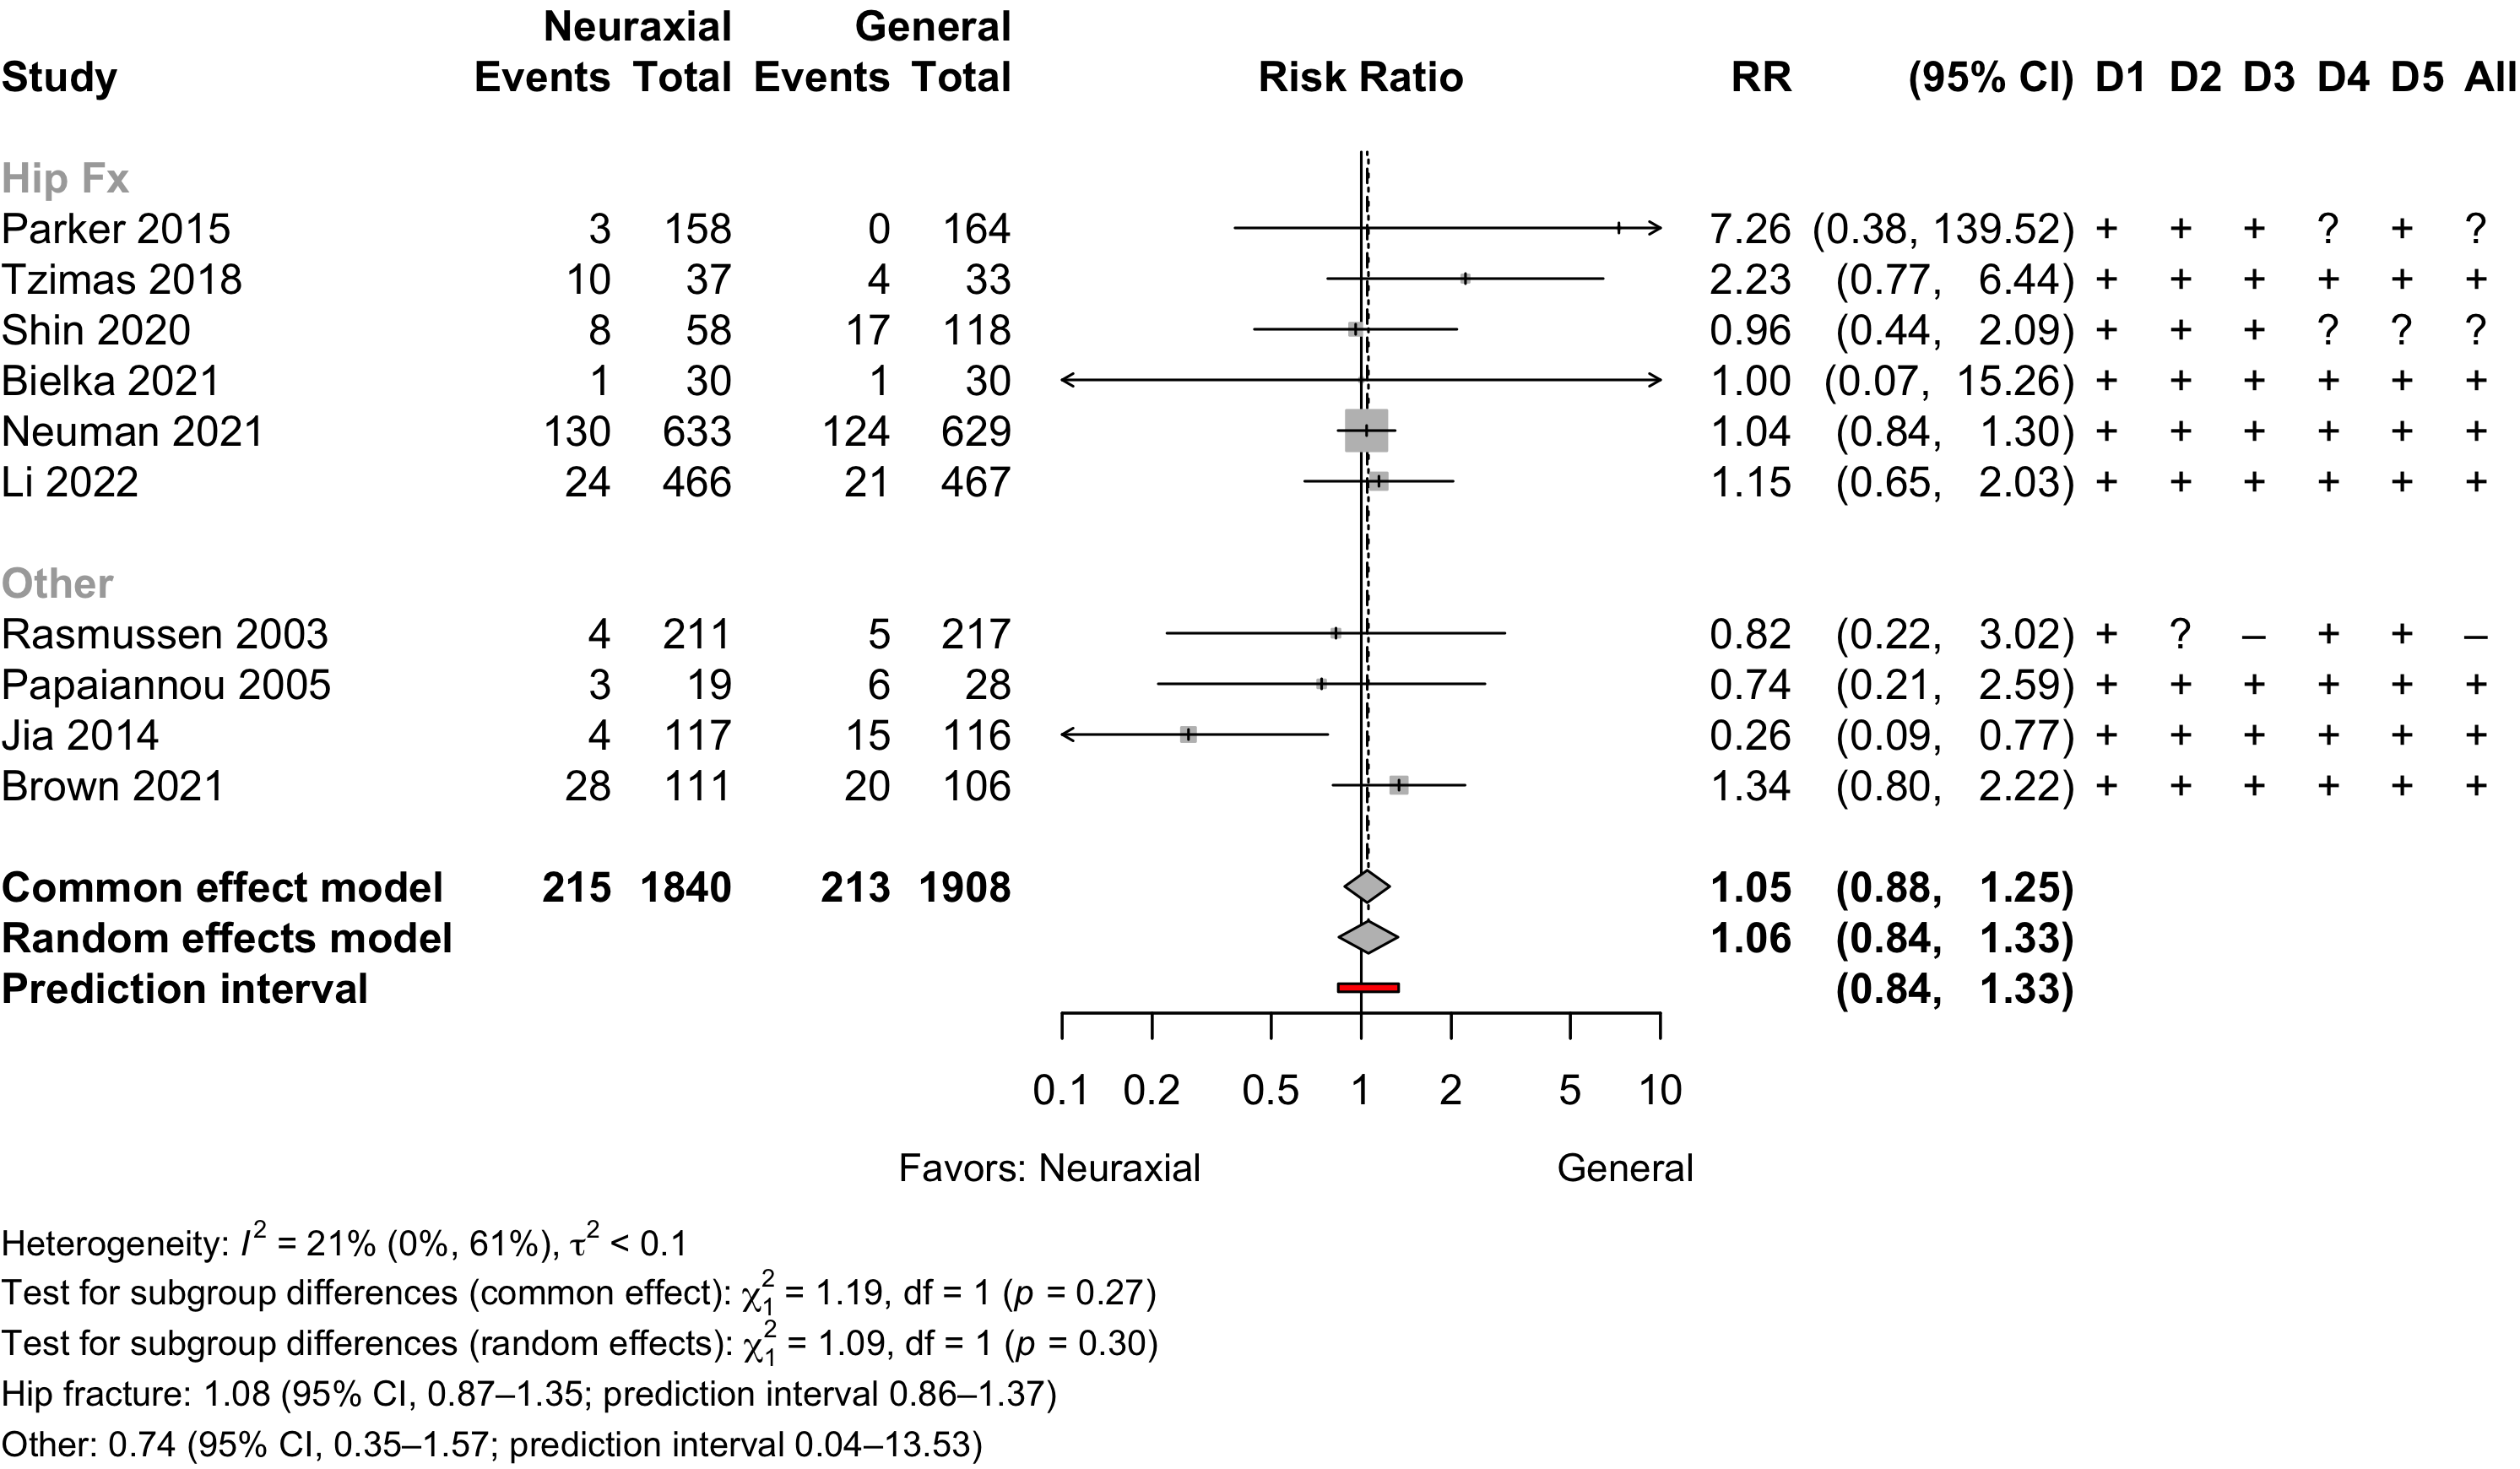 Neuraxial General
Study Events Total Events Total Risk Ratio RR (95% CI) D1 D2 D3 D4 D5 All
Hip Fx
Parker 2015 3 158 0 164 7.26 (0.38, 139.52) + + + ? + ?
Tzimas 2018 10 37 4 33 2.23 (0.77, 6.44) + + + + + +
Shin 2020 8 58 17 118 0.96 (0.44, 2.09) + + + ? ? ?
Bielka 2021 1 30 1 30 1.00 (0.07, 15.26) + + + + + +
Neuman 2021 130 633 124 629 1.04 (0.84, 1.30) + + + + + +
Li 2022 24 466 21 467 1.15 (0.65, 2.03) + + + + + +
Other
Rasmussen 2003 4 211 5 217 0.82 (0.22, 3.02) + ? – + + –
Papaiannou 2005 3 19 6 28 0.74 (0.21, 2.59) + + + + + +
Jia 2014 4 117 15 116 0.26 (0.09, 0.77) + + + + + +
Brown 2021 28 111 20 106 1.34 (0.80, 2.22) + + + + + +
Common effect model 215 1840 213 1908 1.05 (0.88, 1.25)
Random effects model 1.06 (0.84, 1.33)
Prediction interval (0.84, 1.33)
0.1 0.2 0.5 1 2 5 10
Favors: Neuraxial General
Heterogeneity: I² = 21% (0%, 61%), τ² < 0.1
Test for subgroup differences (common effect): χ₁² = 1.19, df = 1 (p = 0.27)
Test for subgroup differences (random effects): χ₁² = 1.09, df = 1 (p = 0.30)
Hip fracture: 1.08 (95% CI, 0.87–1.35; prediction interval 0.86–1.37)
Other: 0.74 (95% CI, 0.35–1.57; prediction interval 0.04–13.53)